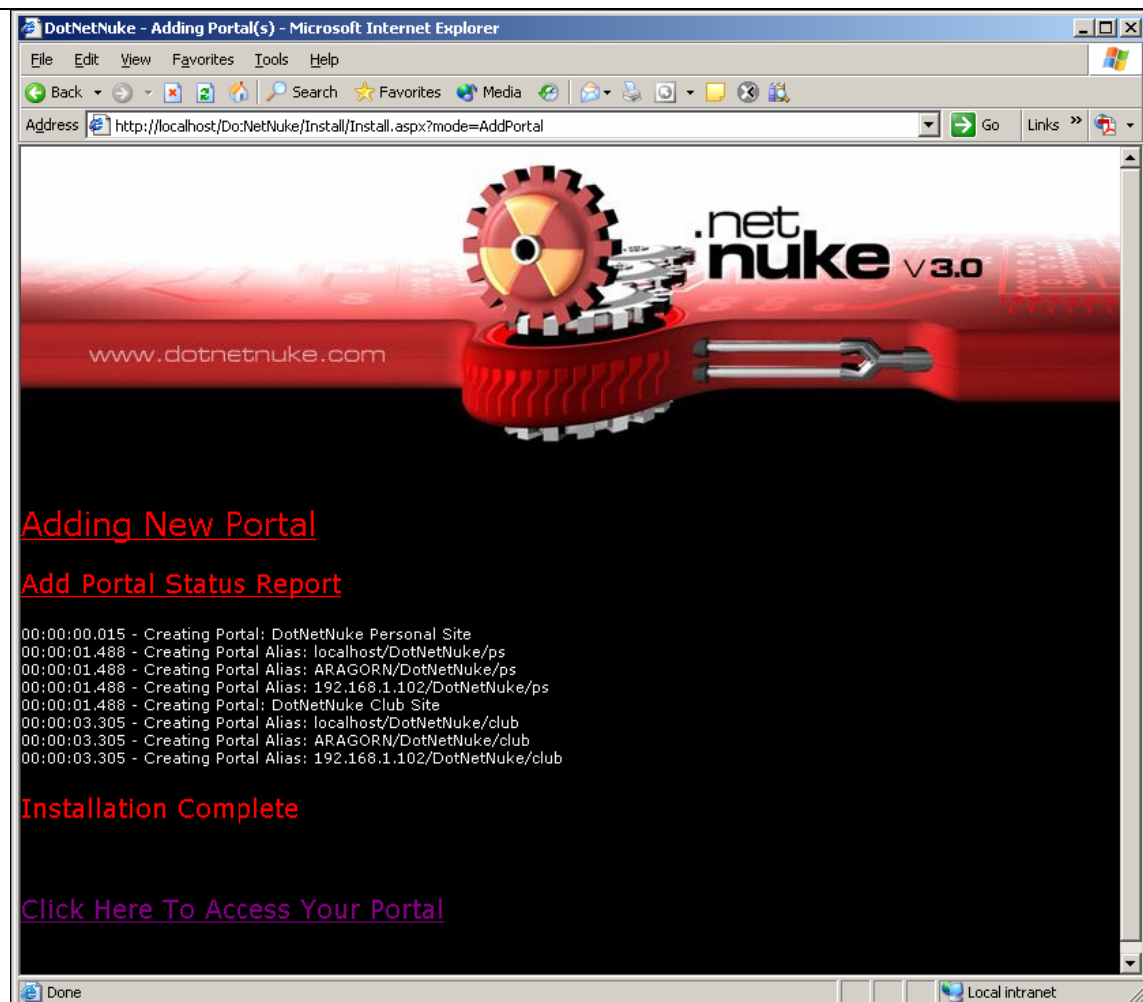 DotNetNuke - Adding Portal(s) - Microsoft Internet Explorer
File Edit View Favorites Tools Help
Back Search Favorites Media
Address http://localhost/DotNetNuke/Install/Install.aspx?mode=AddPortal Go Links »
.net
nuke v 3.0
www.dotnetnuke.com
Adding New Portal
Add Portal Status Report
00:00:00.015 - Creating Portal: DotNetNuke Personal Site
00:00:01.488 - Creating Portal Alias: localhost/DotNetNuke/ps
00:00:01.488 - Creating Portal Alias: ARAGORN/DotNetNuke/ps
00:00:01.488 - Creating Portal Alias: 192.168.1.102/DotNetNuke/ps
00:00:01.488 - Creating Portal: DotNetNuke Club Site
00:00:03.305 - Creating Portal Alias: localhost/DotNetNuke/club
00:00:03.305 - Creating Portal Alias: ARAGORN/DotNetNuke/club
00:00:03.305 - Creating Portal Alias: 192.168.1.102/DotNetNuke/club
Installation Complete
Click Here To Access Your Portal
Done Local intranet